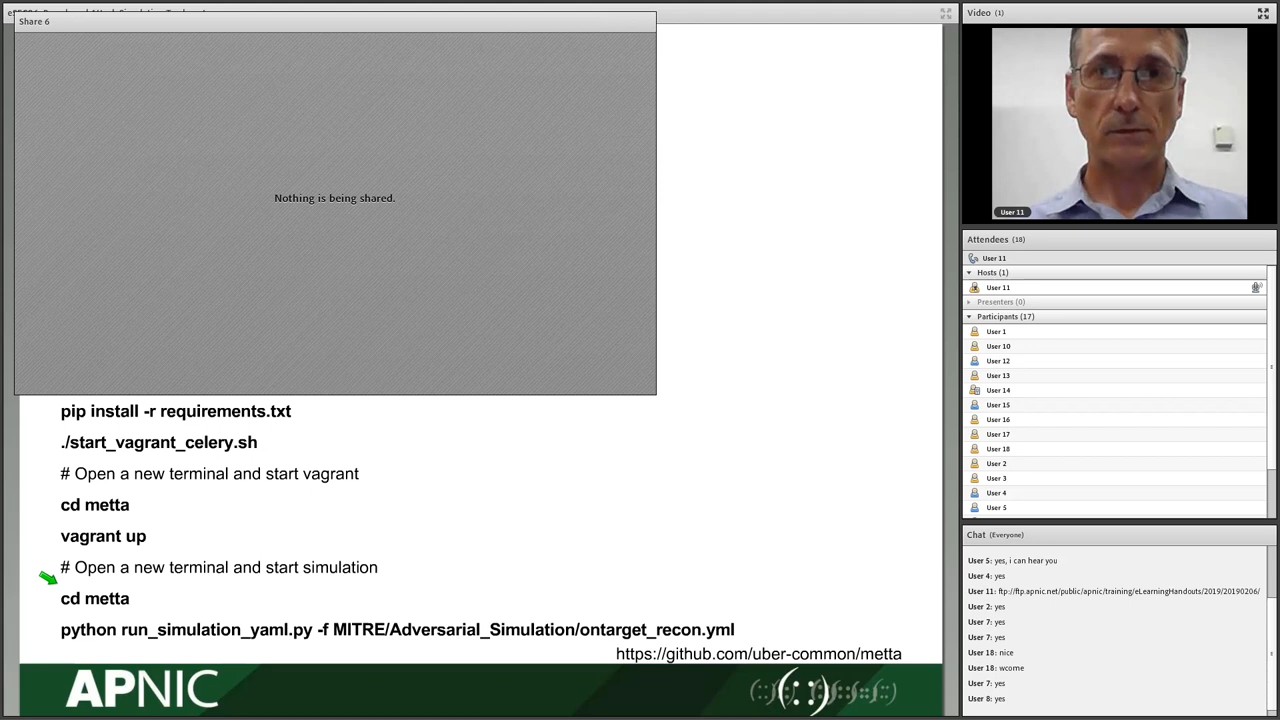 Share 6
Nothing is being shared.
pip install -r requirements.txt
./start_vagrant_celery.sh
# Open a new terminal and start vagrant
cd metta
vagrant up
# Open a new terminal and start simulation
cd metta
python run_simulation_yaml.py -f MITRE/Adversarial_Simulation/ontarget_recon.yml
https://github.com/uber-common/metta
APNIC
Video (1)
User 11
Attendees (18)
User 11
Hosts (1)
User 11
Presenters (0)
Participants (17)
User 1
User 10
User 12
User 13
User 14
User 15
User 16
User 17
User 18
User 2
User 3
User 4
User 5
Chat (Everyone)
User 5: yes, i can hear you
User 4: yes
User 11: ftp://ftp.apnic.net/public/apnic/training/eLearningHandouts/2019/20190206/
User 2: yes
User 7: yes
User 7: yes
User 18: nice
User 18: wcome
User 7: yes
User 8: yes